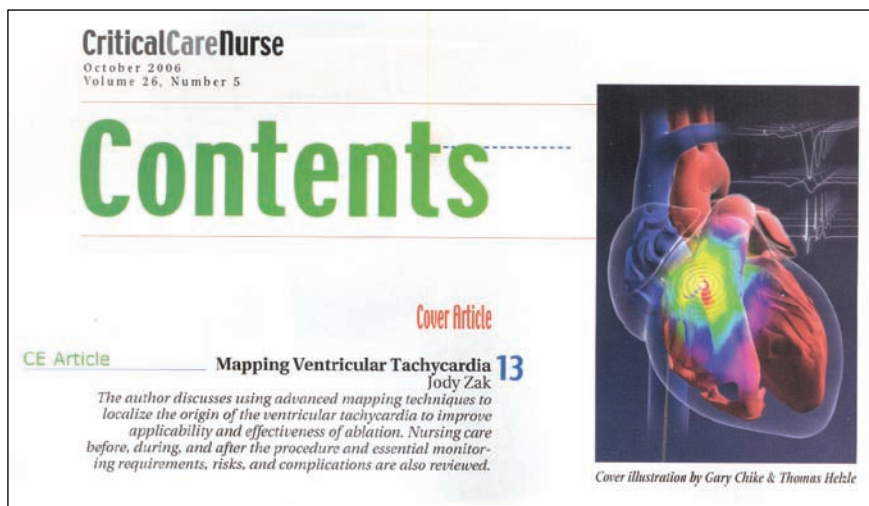 CriticalCareNurse
October 2006
Volume 26, Number 5
Contents
Cover Article
CE Article
Mapping Ventricular Tachycardia 13
Jody Zak
The author discusses using advanced mapping techniques to
localize the origin of the ventricular tachycardia to improve
applicability and effectiveness of ablation. Nursing care
before, during, and after the procedure and essential monitor-
ing requirements, risks, and complications are also reviewed.
Cover illustration by Gary Chike & Thomas Helzle